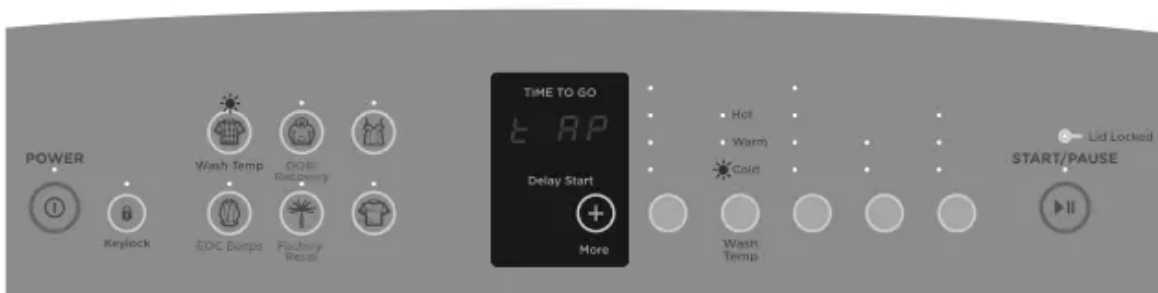 TIME TO GO
t AP
Hot
Warm
Cold
Lid Locked
POWER
START/PAUSE
Wash Temp
OOBI
Recovery
Delay Start
Keylock
EOC Beeps
Factory
Reset
More
Wash
Temp